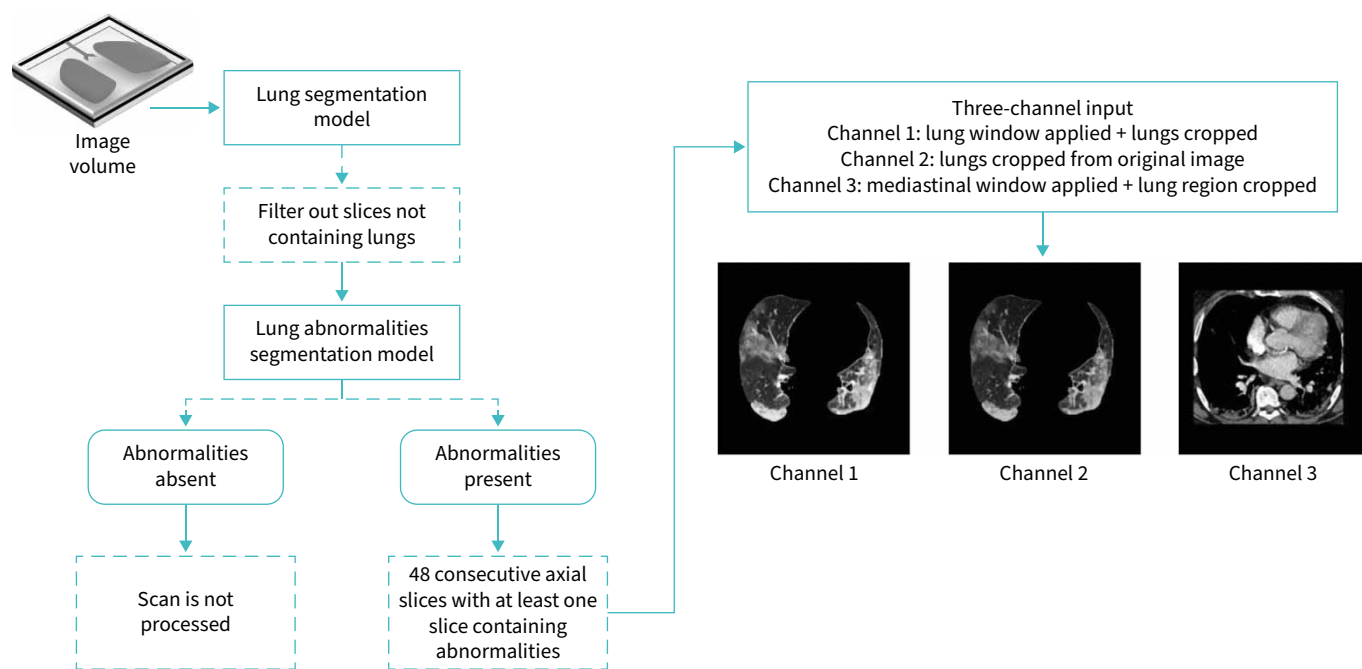 Image
volume
Lung segmentation
model
Filter out slices not
containing lungs
Lung abnormalities
segmentation model
Abnormalities
absent
Abnormalities
present
Scan is not
processed
48 consecutive axial
slices with at least one
slice containing
abnormalities
Three-channel input
Channel 1: lung window applied + lungs cropped
Channel 2: lungs cropped from original image
Channel 3: mediastinal window applied + lung region cropped
Channel 1
Channel 2
Channel 3